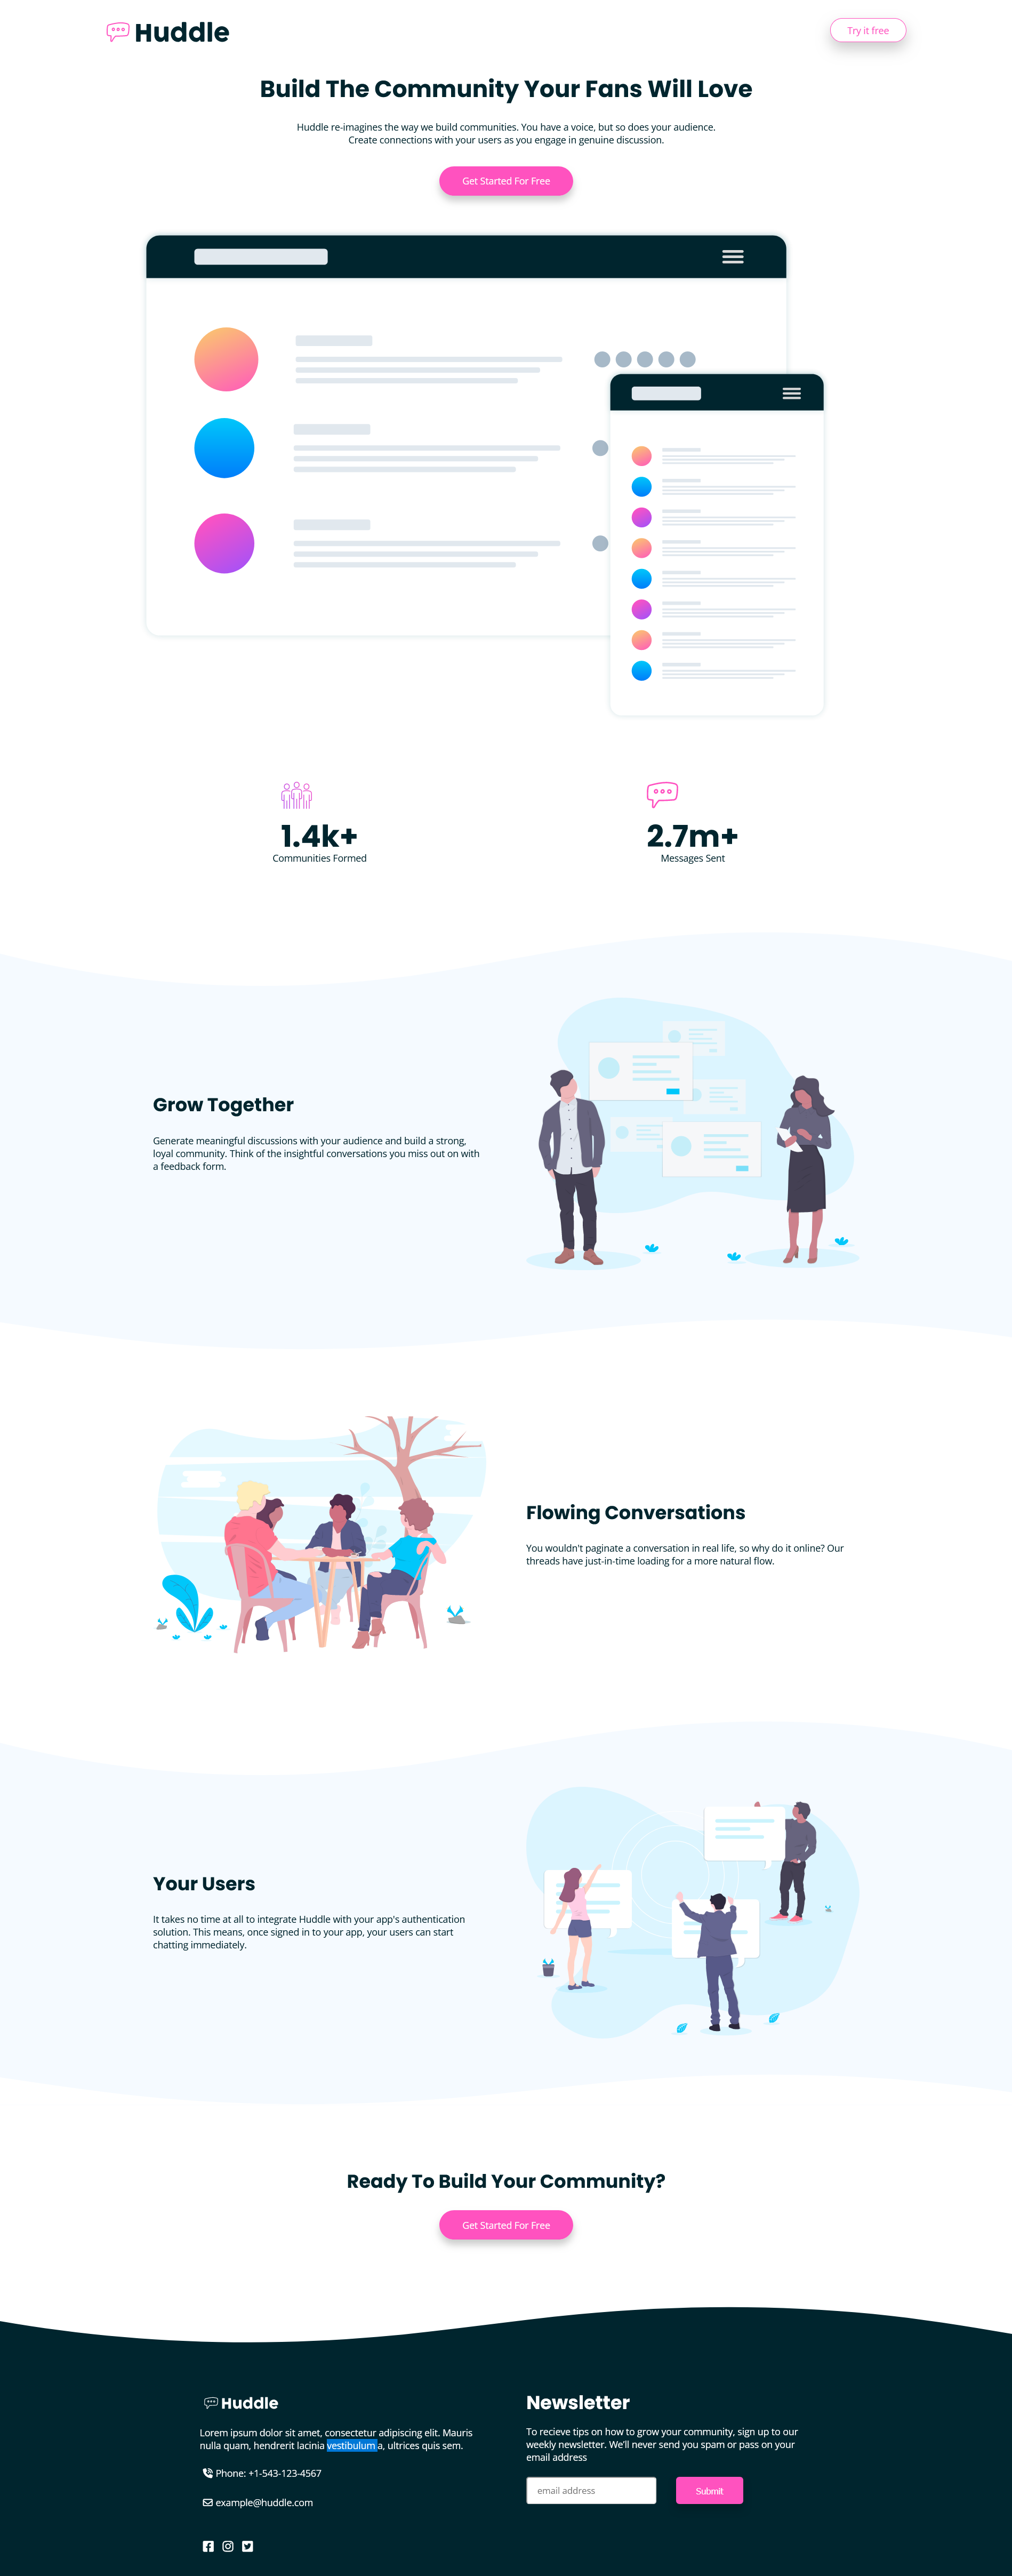 Huddle
Try it free
Build The Community Your Fans Will Love
Huddle re-imagines the way we build communities. You have a voice, but so does your audience.
Create connections with your users as you engage in genuine discussion.
Get Started For Free
1.4k+
Communities Formed
2.7m+
Messages Sent
Grow Together
Generate meaningful discussions with your audience and build a strong,
loyal community. Think of the insightful conversations you miss out on with
a feedback form.
Flowing Conversations
You wouldn't paginate a conversation in real life, so why do it online? Our
threads have just-in-time loading for a more natural flow.
Your Users
It takes no time at all to integrate Huddle with your app's authentication
solution. This means, once signed in to your app, your users can start
chatting immediately.
Ready To Build Your Community?
Get Started For Free
Huddle
Lorem ipsum dolor sit amet, consectetur adipiscing elit. Mauris
nulla quam, hendrerit lacinia vestibulum a, ultrices quis sem.
Phone: +1-543-123-4567
example@huddle.com
Newsletter
To recieve tips on how to grow your community, sign up to our
weekly newsletter. We'll never send you spam or pass on your
email address
email address
Submit